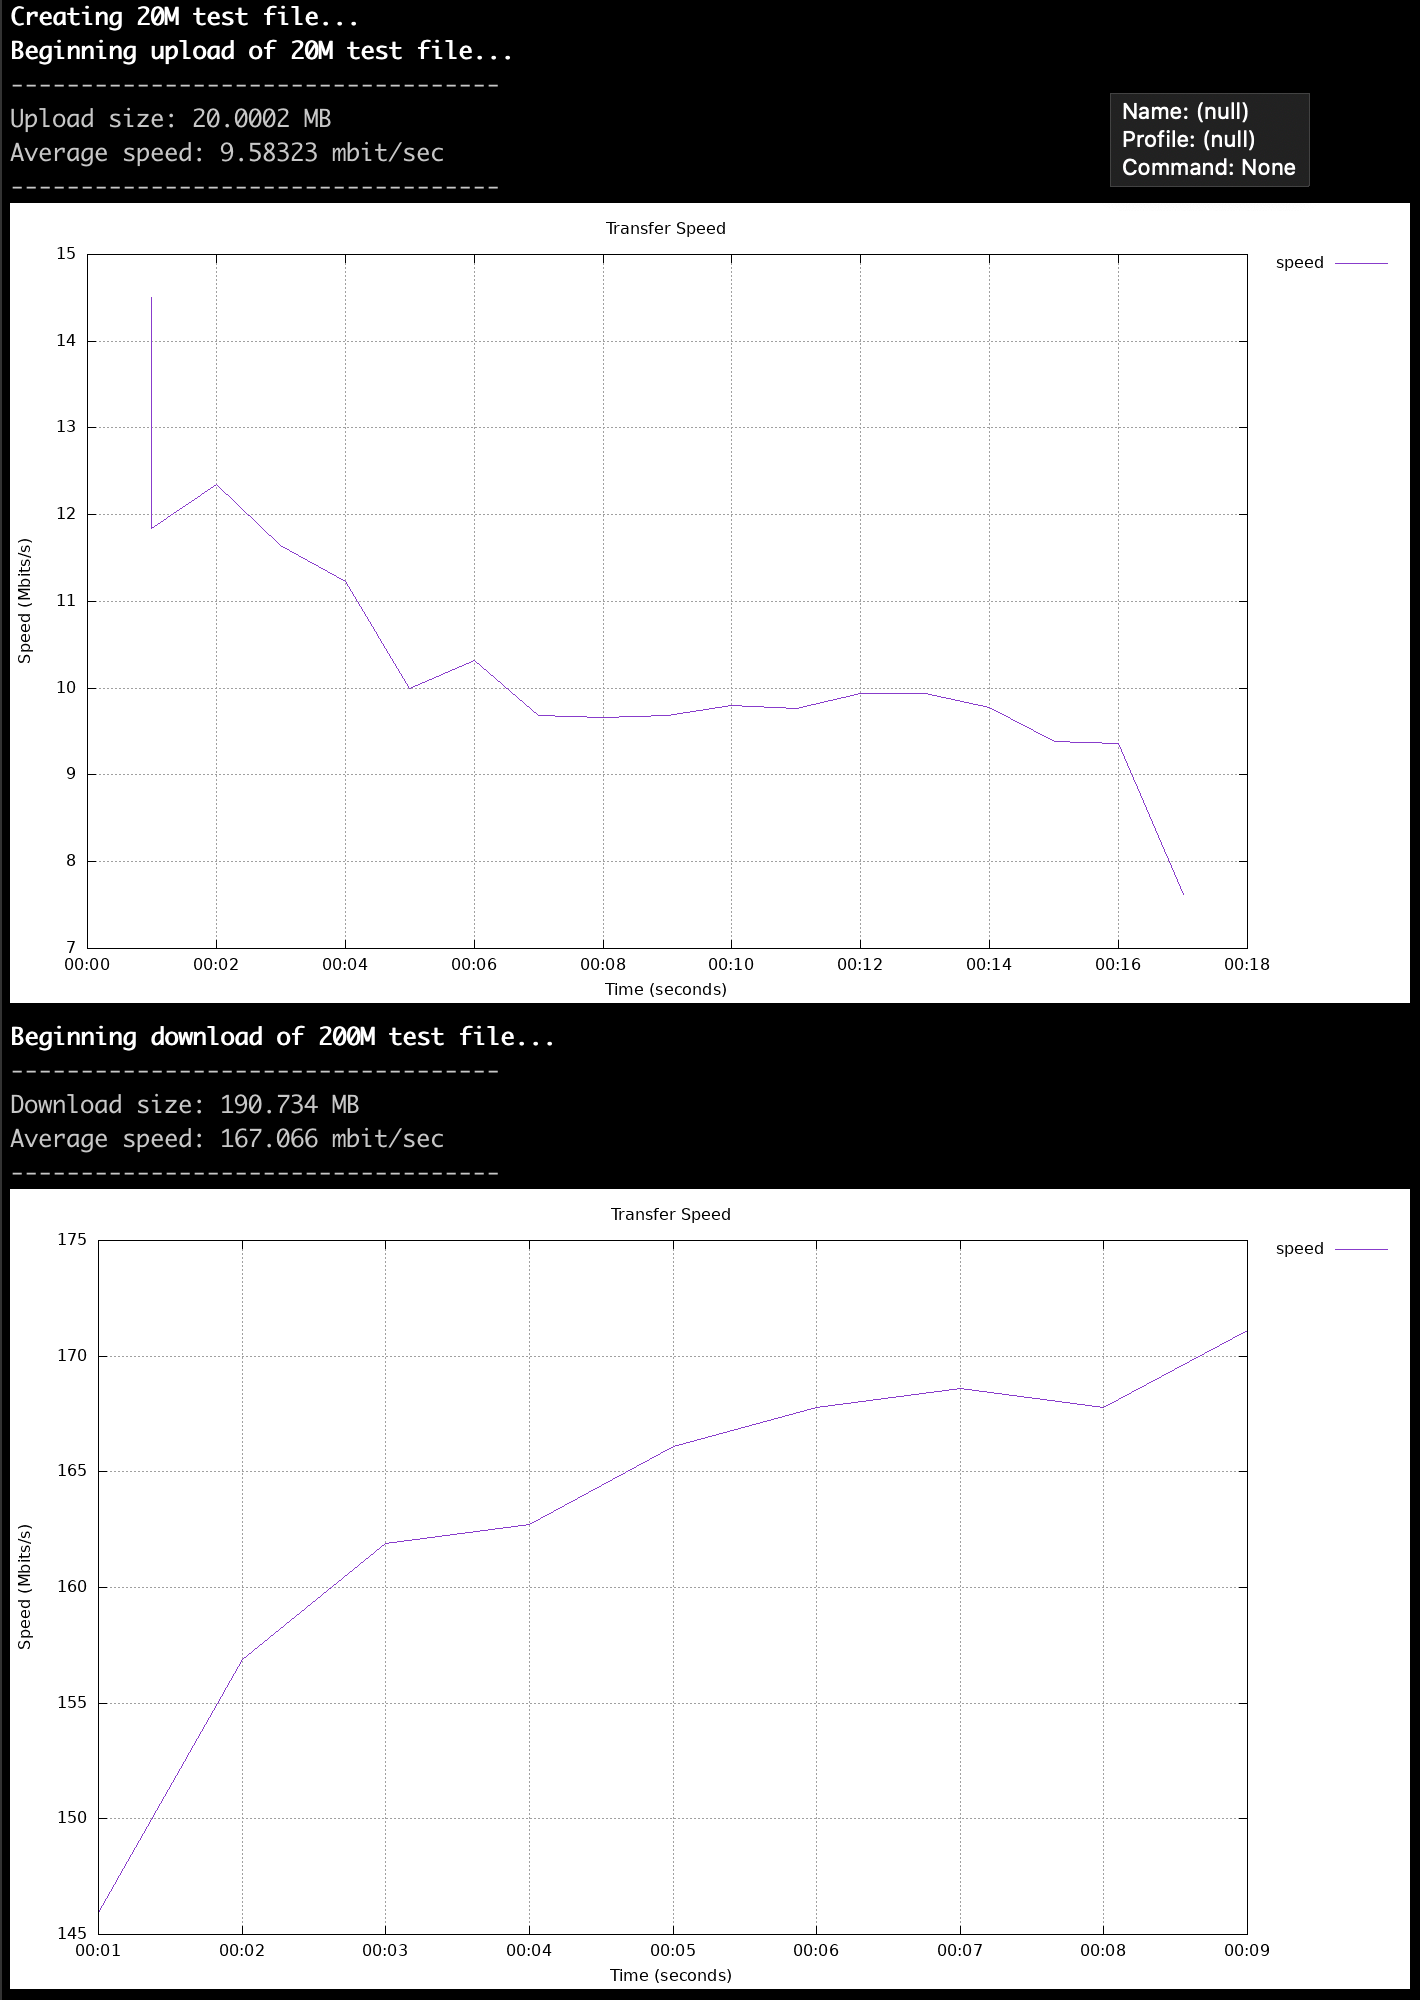 Creating 20M test file...
Beginning upload of 20M test file...
-----------------------------------
Upload size: 20.0002 MB
Average speed: 9.58323 mbit/sec
-----------------------------------
Name: (null)
Profile: (null)
Command: None
Transfer Speed
speed
15
14
13
12
11
10
9
8
7
Speed (Mbits/s)
00:00 00:02 00:04 00:06 00:08 00:10 00:12 00:14 00:16 00:18
Time (seconds)
Beginning download of 200M test file...
-----------------------------------
Download size: 190.734 MB
Average speed: 167.066 mbit/sec
-----------------------------------
Transfer Speed
speed
175
170
165
160
155
150
145
Speed (Mbits/s)
00:01 00:02 00:03 00:04 00:05 00:06 00:07 00:08 00:09
Time (seconds)